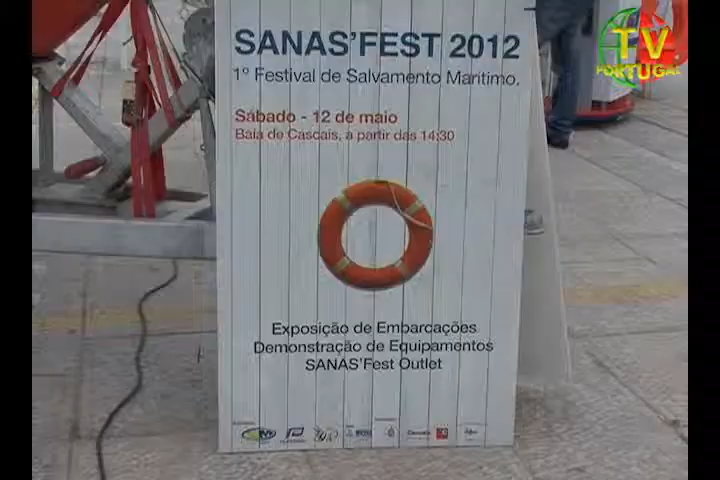 SANAS'FEST 2012
1º Festival de Salvamento Marítimo.
Sábado - 12 de maio
Baía de Cascais, a partir das 14:30
Exposição de Embarcações
Demonstração de Equipamentos
SANAS'Fest Outlet
TV
PORTUGAL